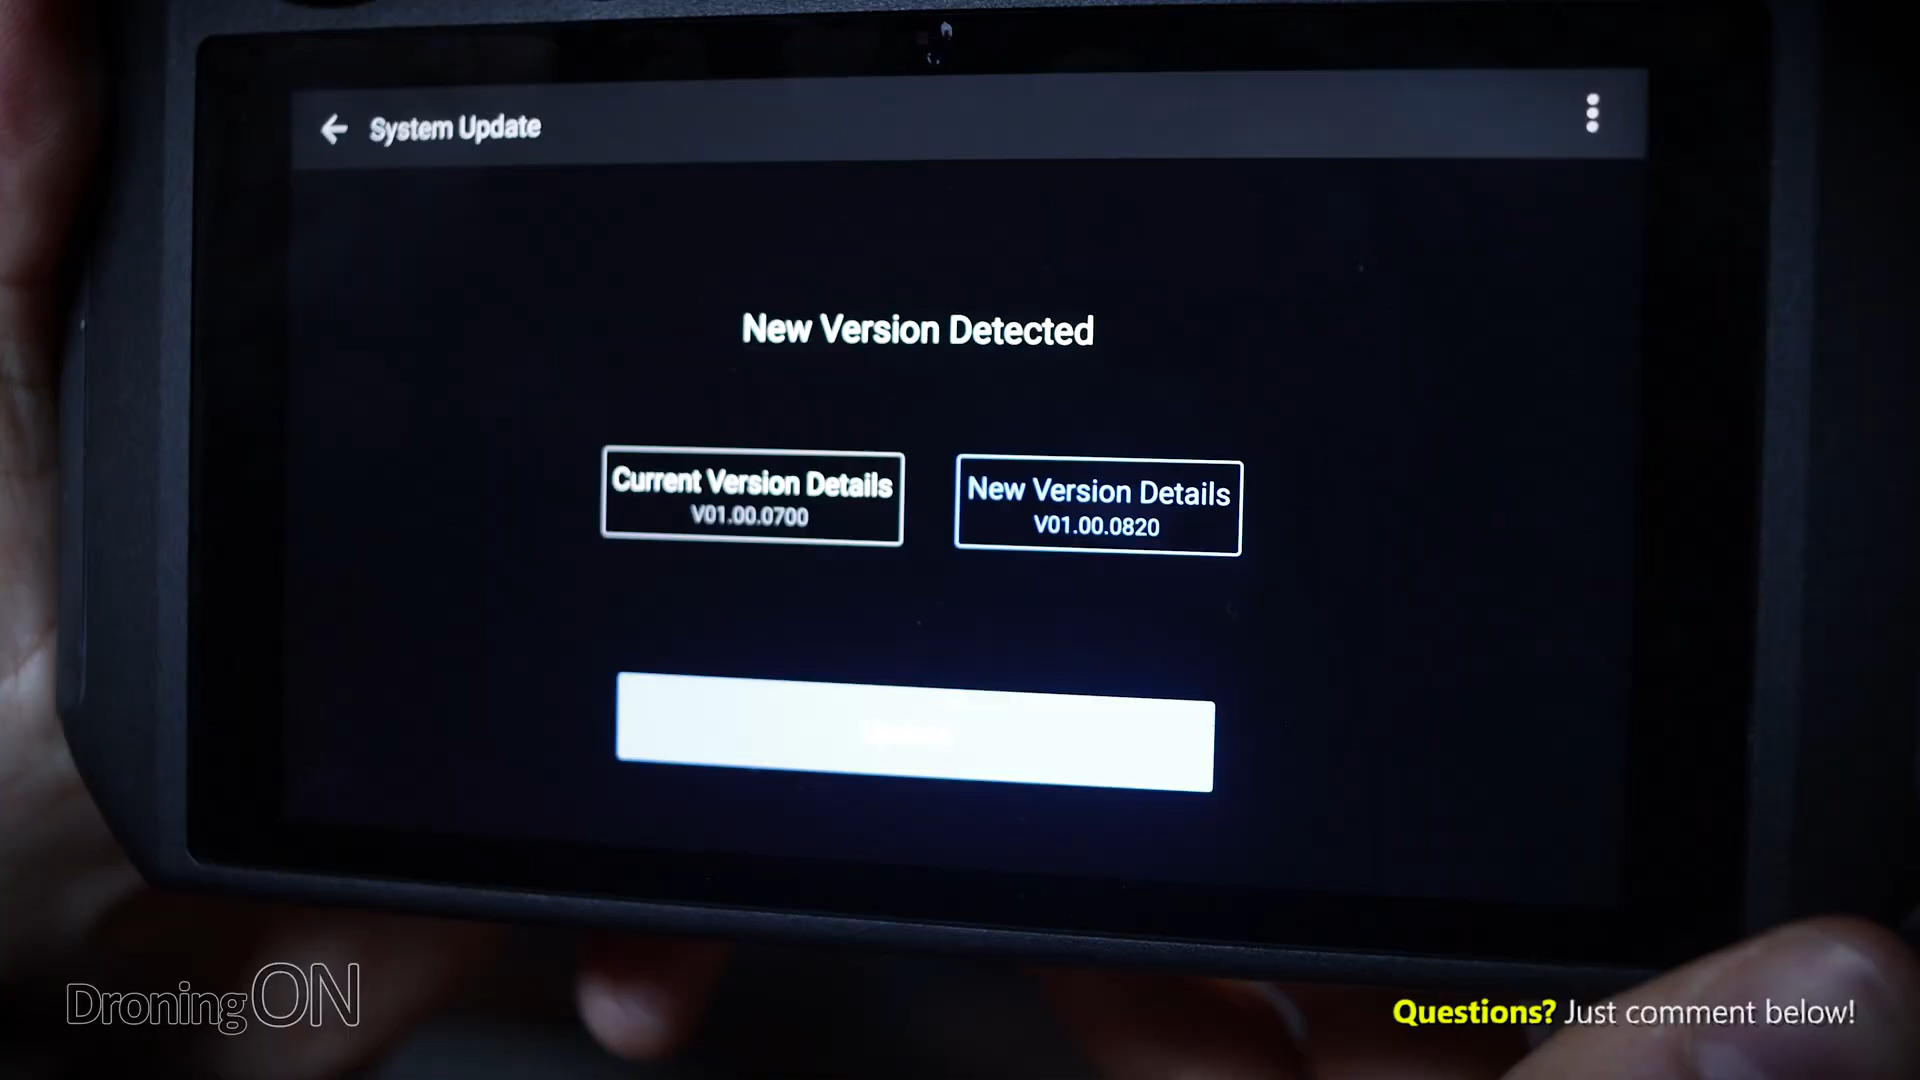 System Update
New Version Detected
Current Version Details
V01.00.0700
New Version Details
V01.00.0820
DroningON
Questions? Just comment below!